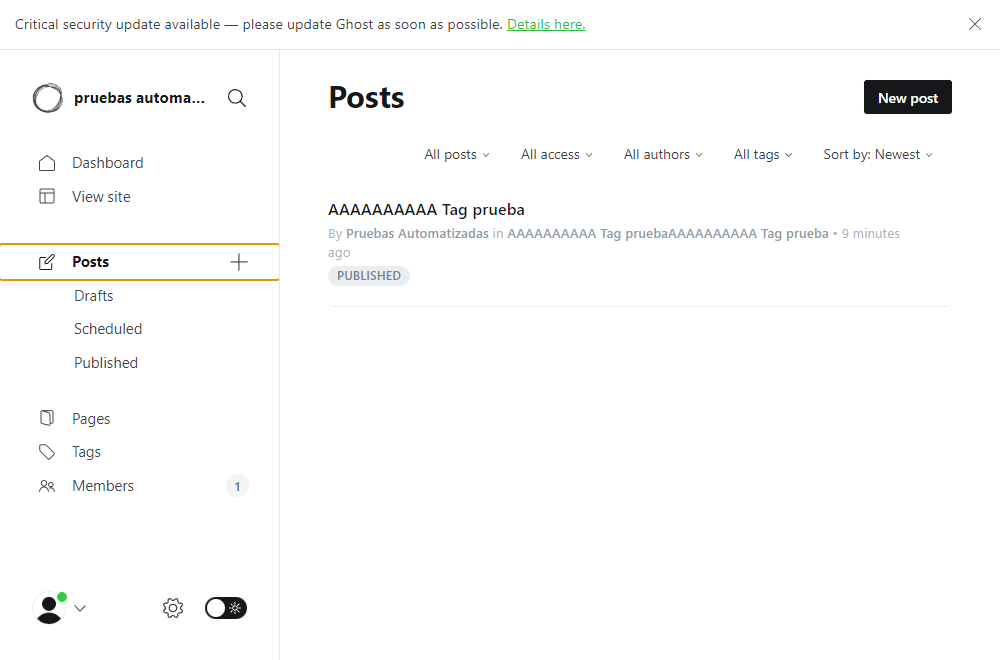 Critical security update available — please update Ghost as soon as possible. Details here.
pruebas automa...
Dashboard
View site
Posts
Drafts
Scheduled
Published
Pages
Tags
Members
1
Posts
New post
All posts
All access
All authors
All tags
Sort by: Newest
AAAAAAAAAA Tag prueba
By Pruebas Automatizadas in AAAAAAAAAA Tag pruebaAAAAAAAAAA Tag prueba • 9 minutes
ago
PUBLISHED